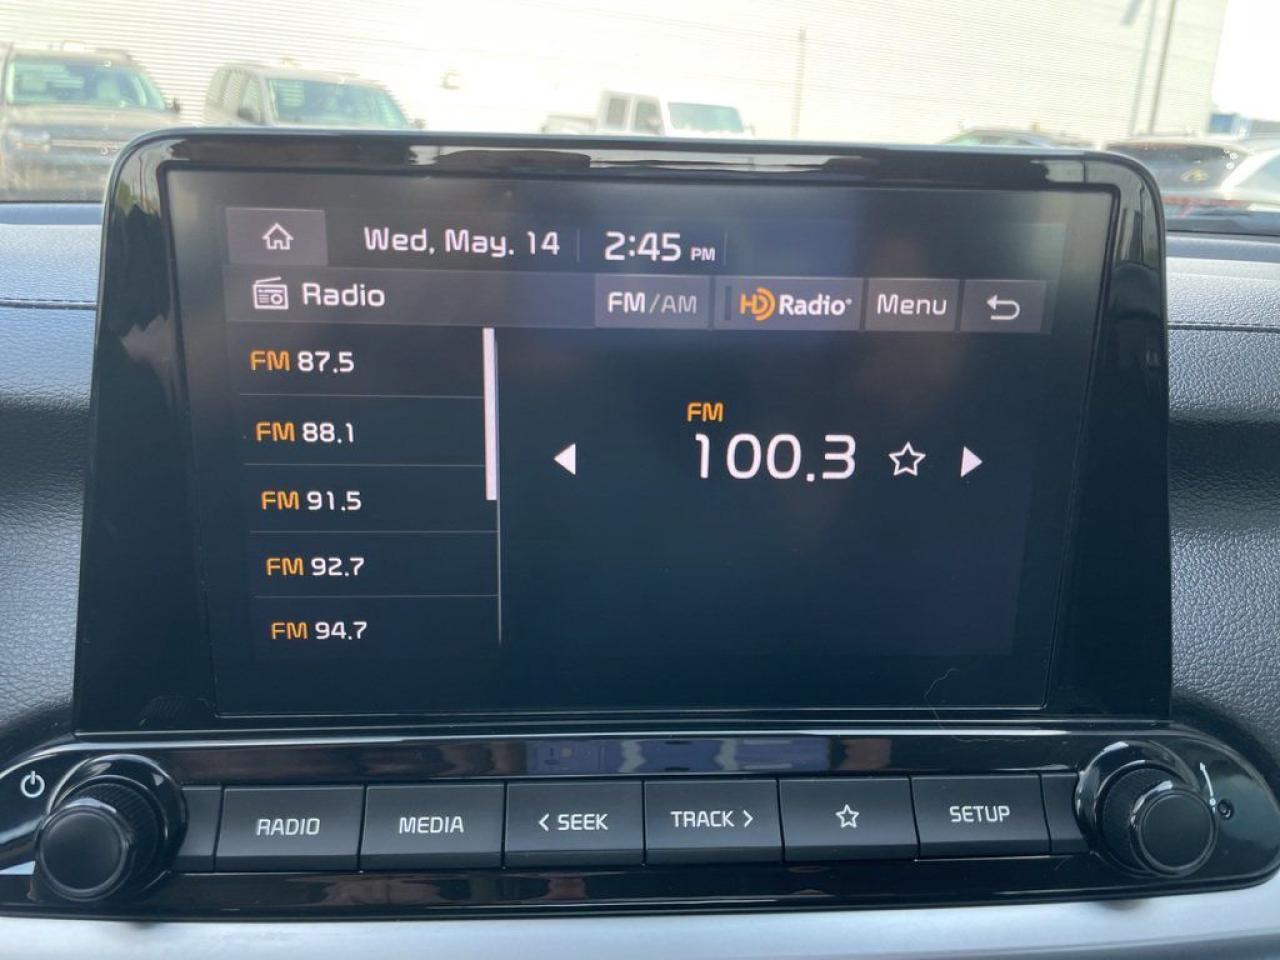 Wed, May. 14 2:45 PM
Radio FM/AM HD Radio® Menu
FM 87.5
FM 88.1
FM 91.5
FM 92.7
FM 94.7
FM
100.3
RADIO MEDIA < SEEK TRACK > SETUP